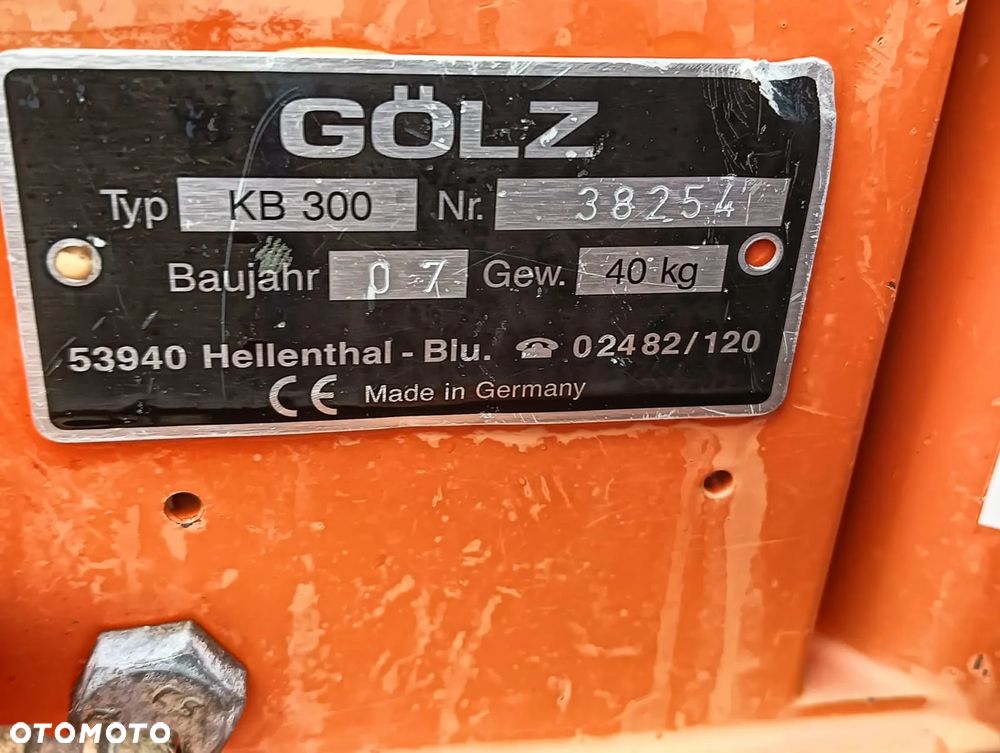 GÖLZ
Typ KB 300 Nr. 38254
Baujahr 07 Gew. 40 kg
53940 Hellenthal - Blu. ☎ 02482/120
CE Made in Germany
OTOMOTO